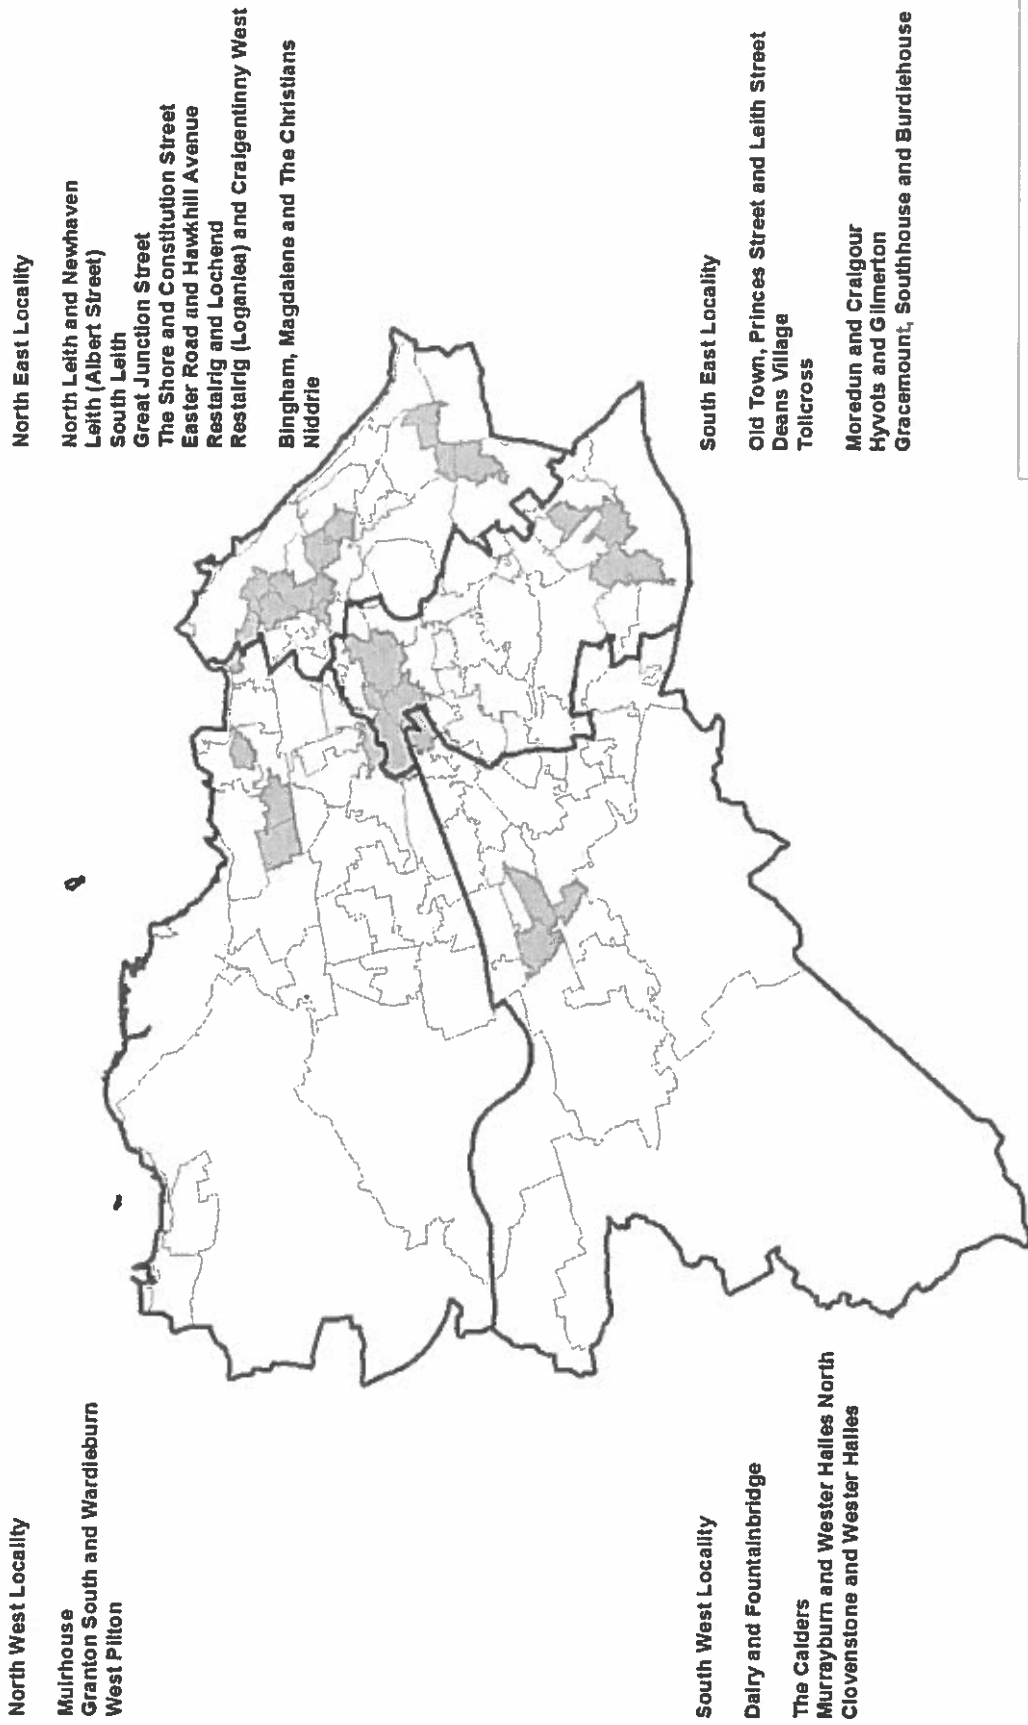 North West Locality
Muirhouse
Granton South and Wardieburn
West Pilton
North East Locality
North Leith and Newhaven
Leith (Albert Street)
South Leith
Great Junction Street
The Shore and Constitution Street
Easter Road and Hawkhill Avenue
Restalrig and Lochend
Restalrig (Loganlea) and Craigentinny West
Bingham, Magdalene and The Christians
Niddrie
South West Locality
Dalry and Fountainbridge
The Calders
Murrayburn and Wester Hailes North
Clovenstone and Wester Hailes
South East Locality
Old Town, Princes Street and Leith Street
Deans Village
Tollcross
Moredun and Craigour
Hyvots and Gilmerton
Gracemount, Southhouse and Burdiehouse